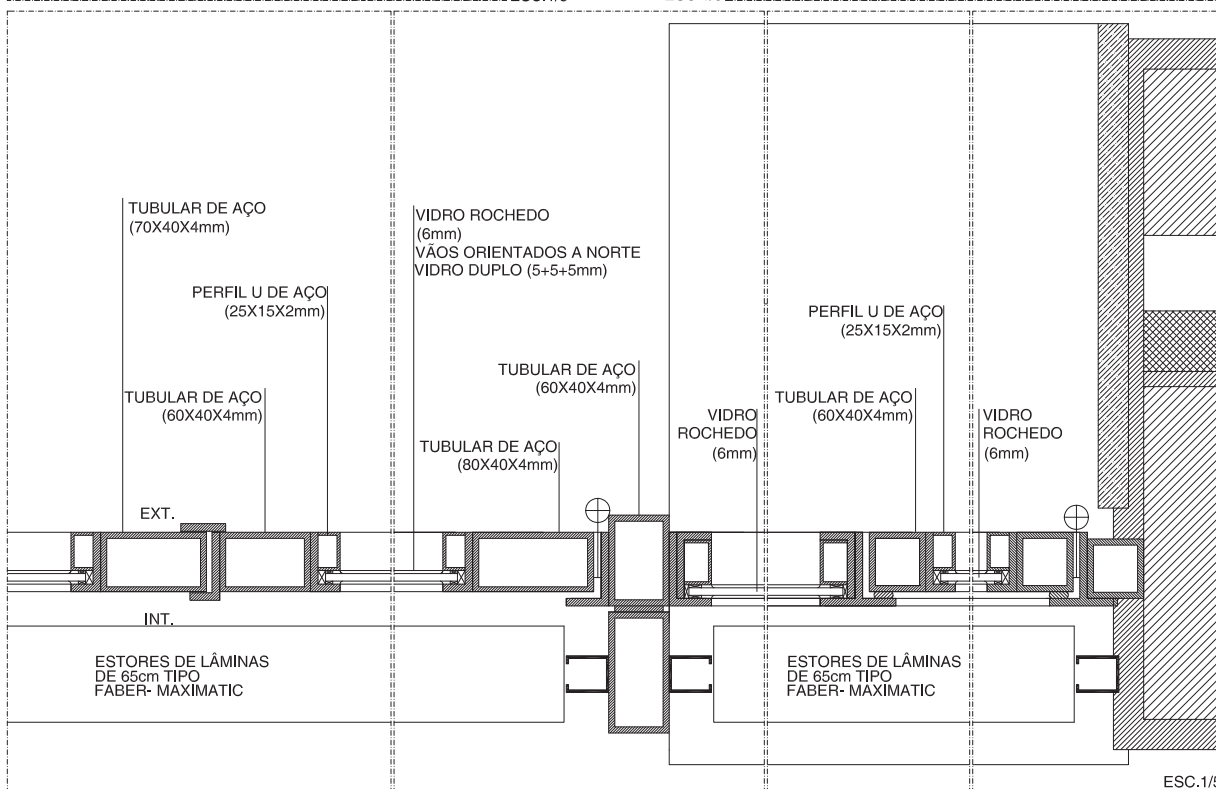 TUBULAR DE AÇO
(70X40X4mm)
VIDRO ROCHEDO
(6mm)
VÃOS ORIENTADOS A NORTE
VIDRO DUPLO (5+5+5mm)
PERFIL U DE AÇO
(25X15X2mm)
PERFIL U DE AÇO
(25X15X2mm)
TUBULAR DE AÇO
(60X40X4mm)
TUBULAR DE AÇO
(60X40X4mm)
TUBULAR DE AÇO
(60X40X4mm)
VIDRO
ROCHEDO
(6mm)
VIDRO
ROCHEDO
(6mm)
TUBULAR DE AÇO
(80X40X4mm)
EXT.
INT.
ESTORES DE LÂMINAS
DE 65cm TIPO
FABER- MAXIMATIC
ESTORES DE LÂMINAS
DE 65cm TIPO
FABER- MAXIMATIC
ESC.1/5